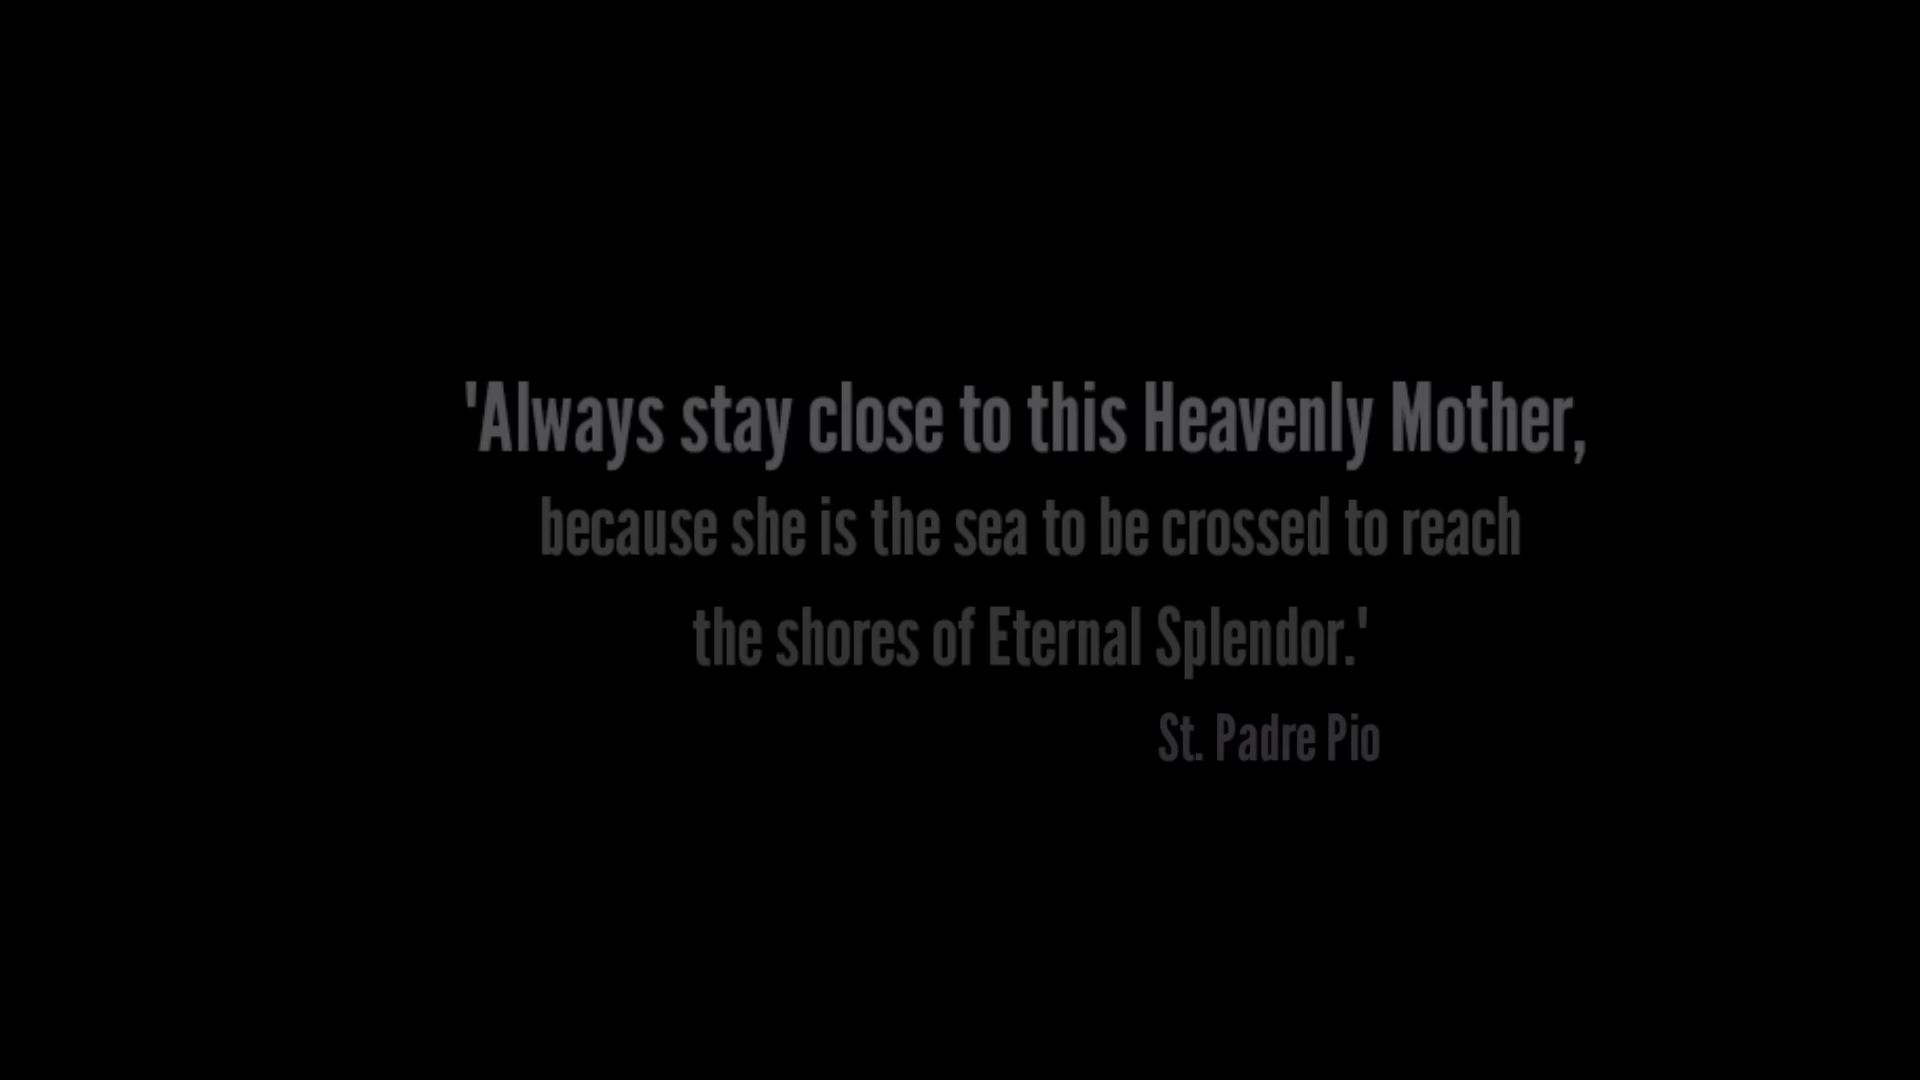 'Always stay close to this Heavenly Mother,
because she is the sea to be crossed to reach
the shores of Eternal Splendor.'
St. Padre Pio